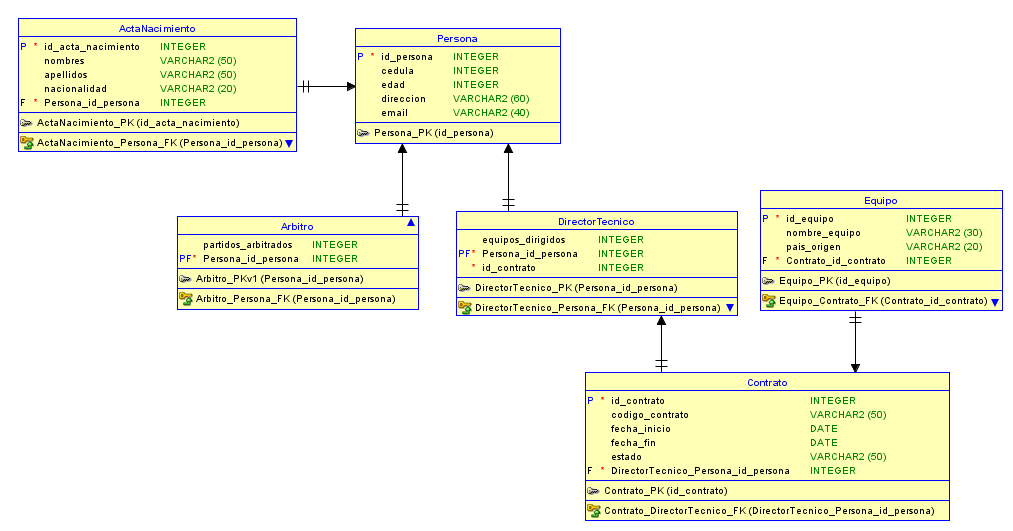 ActaNacimiento
P * id_acta_nacimiento INTEGER
nombres VARCHAR2 (50)
apellidos VARCHAR2 (50)
nacionalidad VARCHAR2 (20)
F * Persona_id_persona INTEGER
ActaNacimiento_PK (id_acta_nacimiento)
ActaNacimiento_Persona_FK (Persona_id_persona)
Persona
P * id_persona INTEGER
cedula INTEGER
edad INTEGER
direccion VARCHAR2 (60)
email VARCHAR2 (40)
Persona_PK (id_persona)
Arbitro
partidos_arbitrados INTEGER
PF* Persona_id_persona INTEGER
Arbitro_PKv1 (Persona_id_persona)
Arbitro_Persona_FK (Persona_id_persona)
DirectorTecnico
equipos_dirigidos INTEGER
PF* Persona_id_persona INTEGER
* id_contrato INTEGER
DirectorTecnico_PK (Persona_id_persona)
DirectorTecnico_Persona_FK (Persona_id_persona)
Equipo
P * id_equipo INTEGER
nombre_equipo VARCHAR2 (30)
pais_origen VARCHAR2 (20)
F * Contrato_id_contrato INTEGER
Equipo_PK (id_equipo)
Equipo_Contrato_FK (Contrato_id_contrato)
Contrato
P * id_contrato INTEGER
codigo_contrato VARCHAR2 (50)
fecha_inicio DATE
fecha_fin DATE
estado VARCHAR2 (50)
F * DirectorTecnico_Persona_id_persona INTEGER
Contrato_PK (id_contrato)
Contrato_DirectorTecnico_FK (DirectorTecnico_Persona_id_persona)